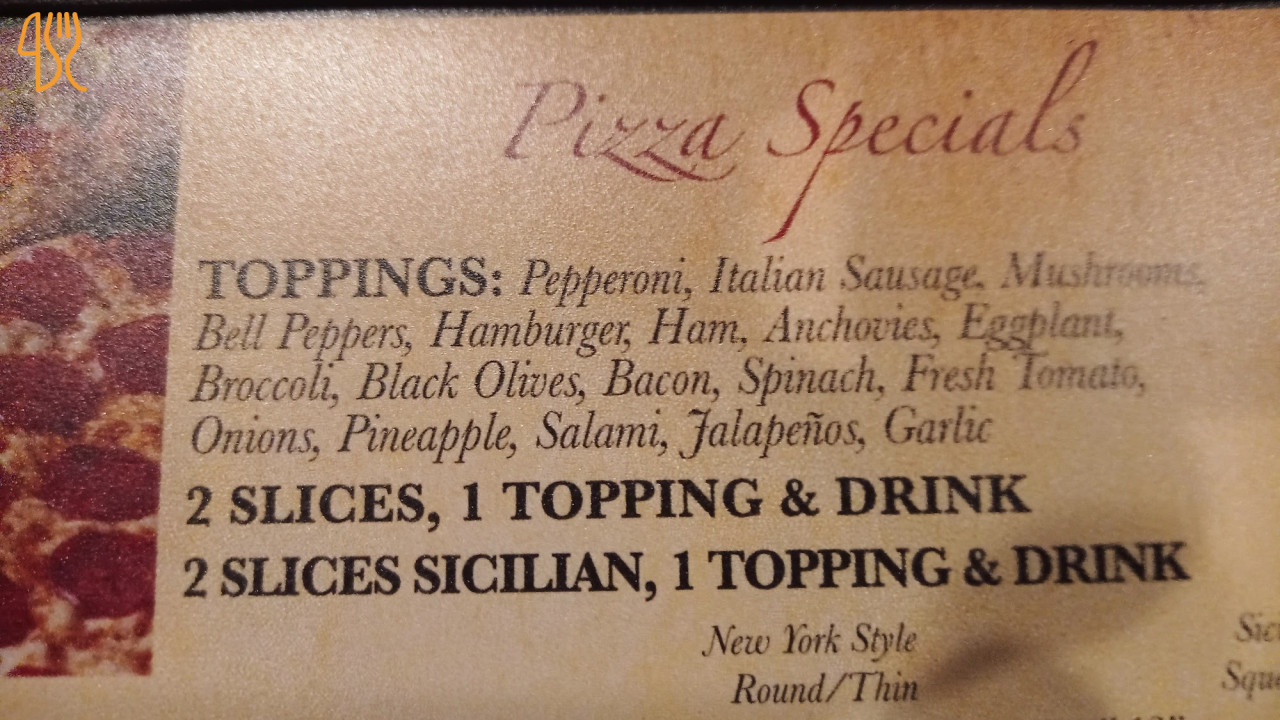 Pizza Specials
TOPPINGS: Pepperoni, Italian Sausage, Mushrooms,
Bell Peppers, Hamburger, Ham, Anchovies, Eggplant,
Broccoli, Black Olives, Bacon, Spinach, Fresh Tomato,
Onions, Pineapple, Salami, Jalapeños, Garlic
2 SLICES, 1 TOPPING & DRINK
2 SLICES SICILIAN, 1 TOPPING & DRINK
New York Style
Round/Thin